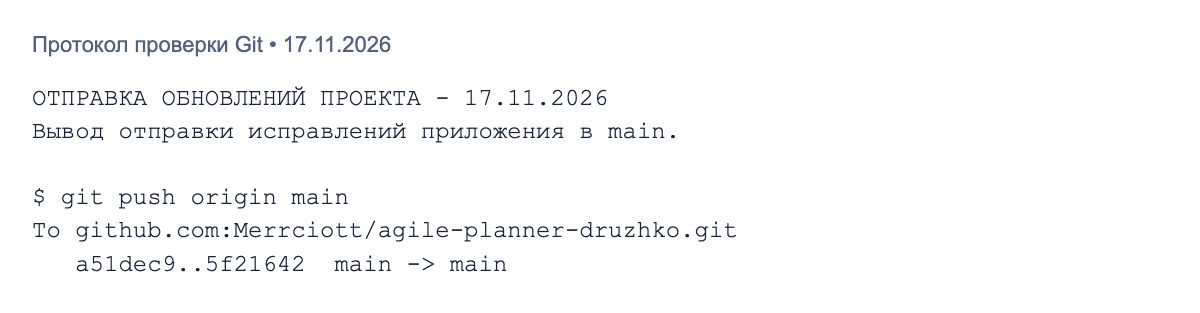 Протокол проверки Git • 17.11.2026
ОТПРАВКА ОБНОВЛЕНИЙ ПРОЕКТА - 17.11.2026
Вывод отправки исправлений приложения в main.
$ git push origin main
To github.com:Merrciott/agile-planner-druzhko.git
   a51dec9..5f21642  main -> main